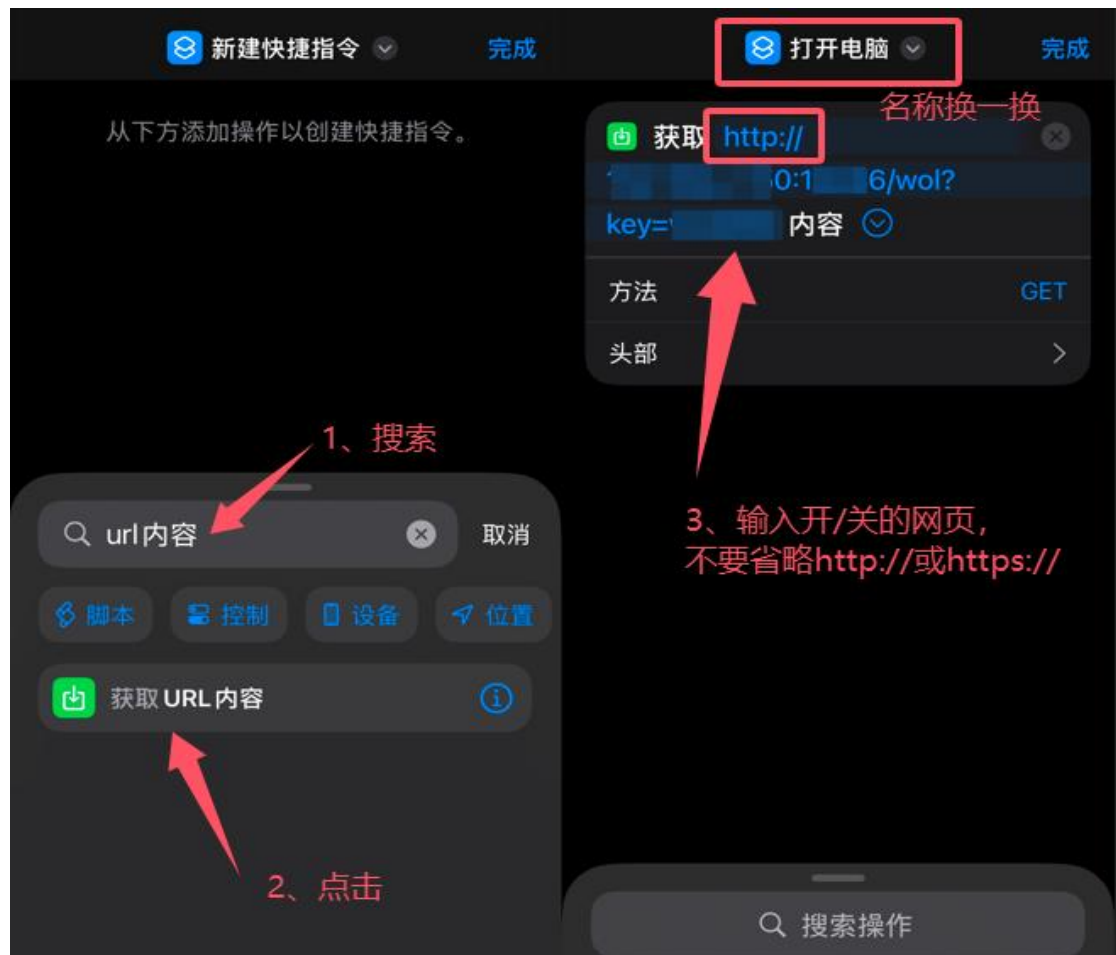 新建快捷指令
完成
从下方添加操作以创建快捷指令。
1、搜索
url内容
取消
脚本
控制
设备
位置
获取URL内容
2、点击
打开电脑
完成
名称换一换
获取 http://
0:1 6/wol?
key= 内容
方法
GET
头部
3、输入开/关的网页，
不要省略http://或https://
搜索操作